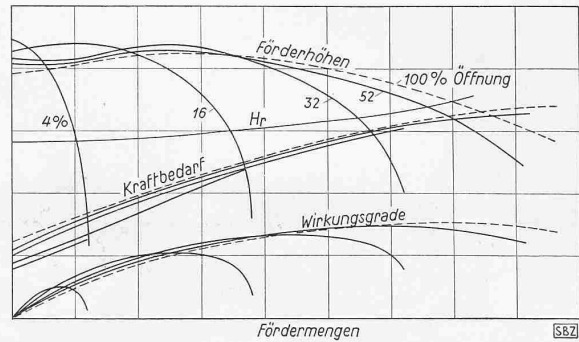 Förderhöhen
100% Öffnung
52
32
16
4%
Hr
Kraftbedarf
Wirkungsgrade
Fördermengen
SBZ